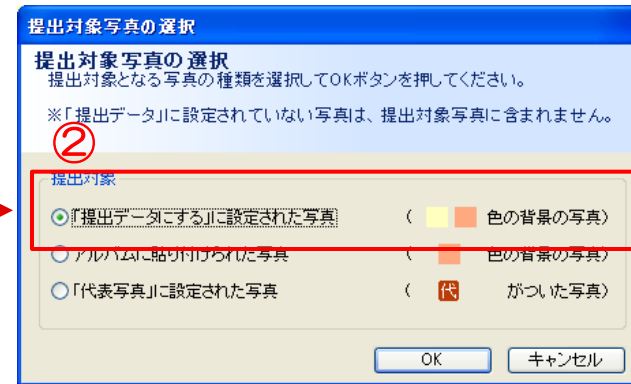 提出対象写真の選択
提出対象写真の選択
提出対象となる写真の種類を選択してOKボタンを押してください。
※「提出データ」に設定されていない写真は、提出対象写真に含まれません。
②
提出対象
「提出データにする」に設定された写真 ( 色の背景の写真)
アルバムに貼り付けられた写真 ( 色の背景の写真)
「代表写真」に設定された写真 ( 代 がついた写真)
OK キャンセル